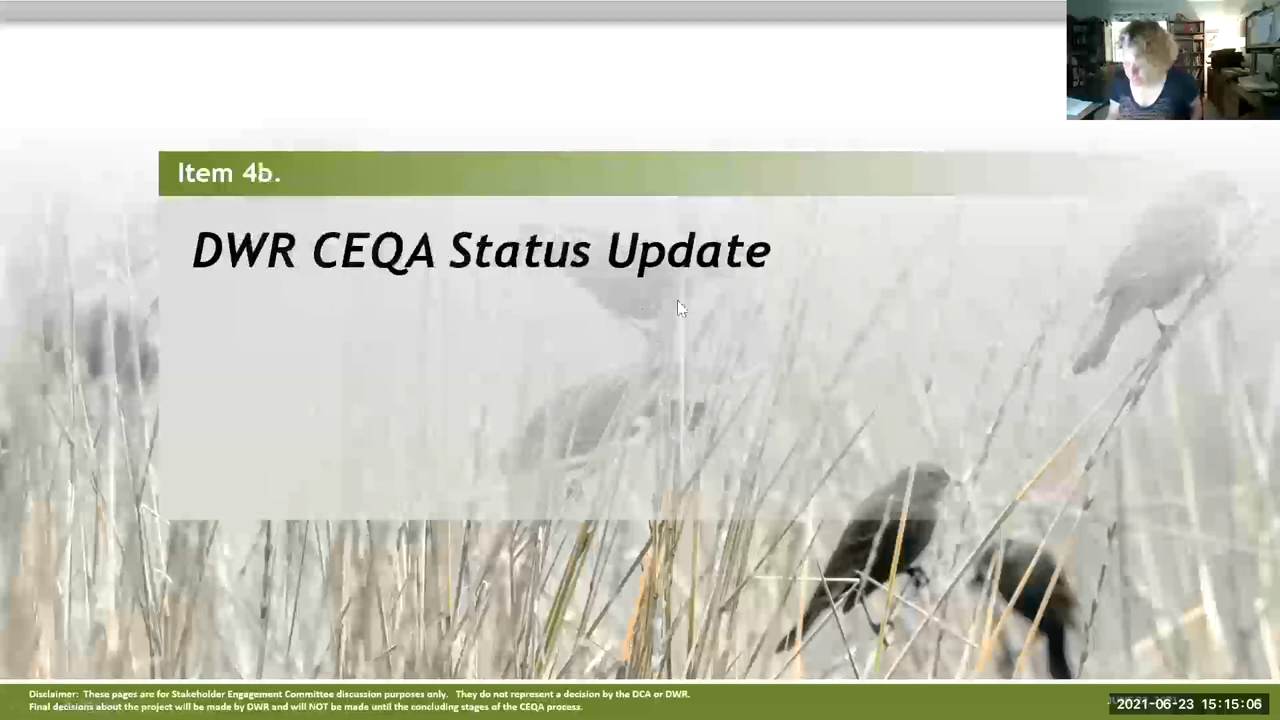 Item 4b.
DWR CEQA Status Update
Disclaimer: These pages are for Stakeholder Engagement Committee discussion purposes only. They do not represent a decision by the DCA or DWR.
Final decisions about the project will be made by DWR and will NOT be made until the concluding stages of the CEQA process.
2021-06-23 15:15:06